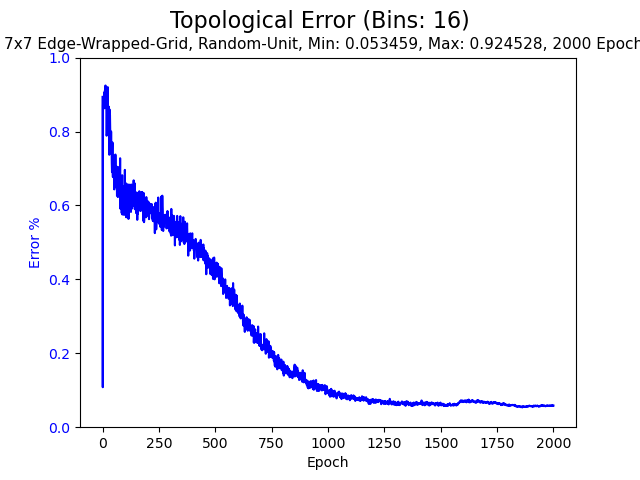 Topological Error (Bins: 16)
7x7 Edge-Wrapped-Grid, Random-Unit, Min: 0.053459, Max: 0.924528, 2000 Epoch
1.0
0.8
0.6
0.4
0.2
0.0
Error %
0 250 500 750 1000 1250 1500 1750 2000
Epoch